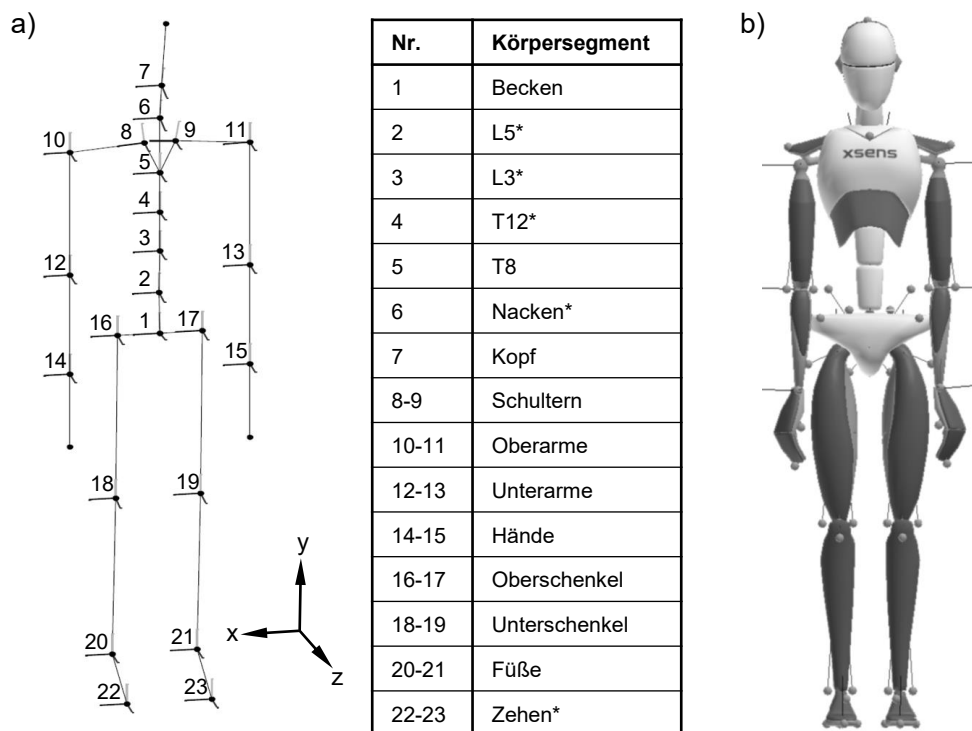 a)
7
6
8
9
10
11
5
4
3
12
13
2
16
1
17
14
15
18
19
y
x
z
20
21
22
23
Nr. Körpersegment
1 Becken
2 L5*
3 L3*
4 T12*
5 T8
6 Nacken*
7 Kopf
8-9 Schultern
10-11 Oberarme
12-13 Unterarme
14-15 Hände
16-17 Oberschenkel
18-19 Unterschenkel
20-21 Füße
22-23 Zehen*
b)
xsens